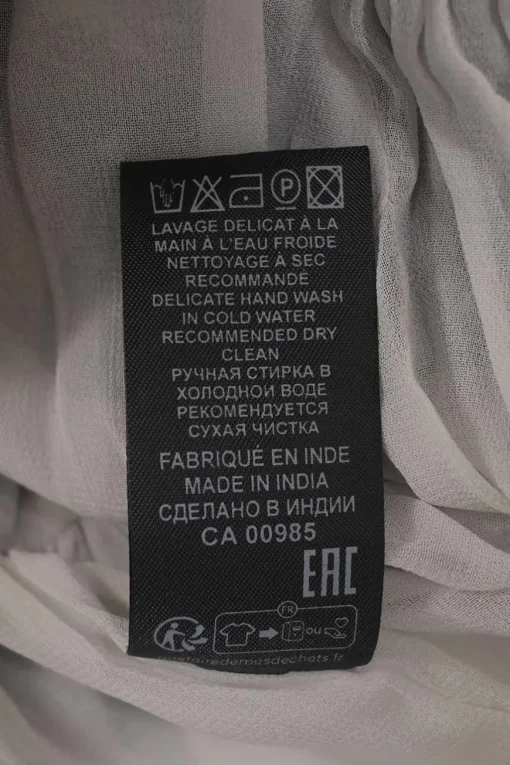 P
LAVAGE DELICAT À LA
MAIN À L'EAU FROIDE
NETTOYAGE À SEC
RECOMMANDE
DELICATE HAND WASH
IN COLD WATER
RECOMMENDED DRY
CLEAN
РУЧНАЯ СТИРКА В
ХОЛОДНОЙ ВОДЕ
РЕКОМЕНДУЕТСЯ
СУХАЯ ЧИСТКА
FABRIQUÉ EN INDE
MADE IN INDIA
СДЕЛАНО В ИНДИИ
CA 00985
EAC
FR
ou
quefairedemesdechets.fr